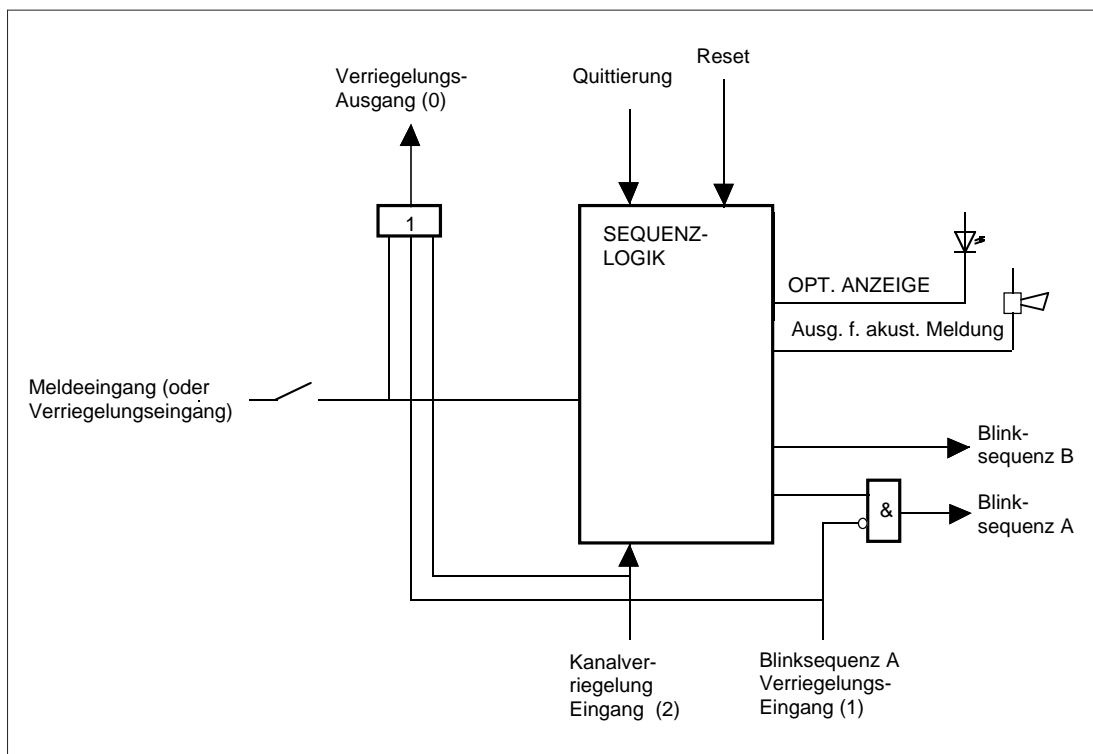 Verriegelungs-
Ausgang (0)
Quittierung
Reset
1
SEQUENZ-
LOGIK
OPT. ANZEIGE
Ausg. f. akust. Meldung
Meldeeingang (oder
Verriegelungseingang)
Blink-
sequenz B
&
Blink-
sequenz A
Kanalver-
riegelung
Eingang (2)
Blinksequenz A
Verriegelungs-
Eingang (1)